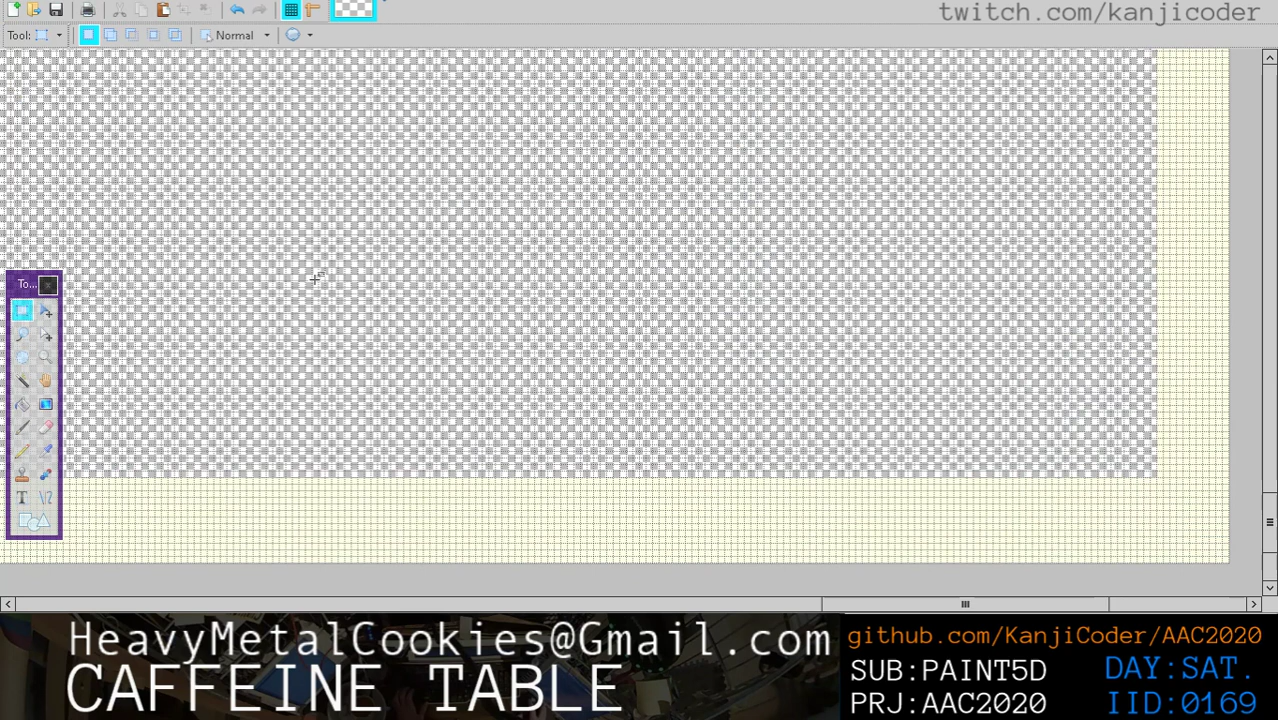 twitch.com/kanjicoder
Tool:
Normal
To...
T
HeavyMetalCookies@Gmail.com
CAFFEINE TABLE
github.com/KanjiCoder/AAC2020
SUB:PAINT5D
DAY:SAT.
PRJ:AAC2020
IID:0169